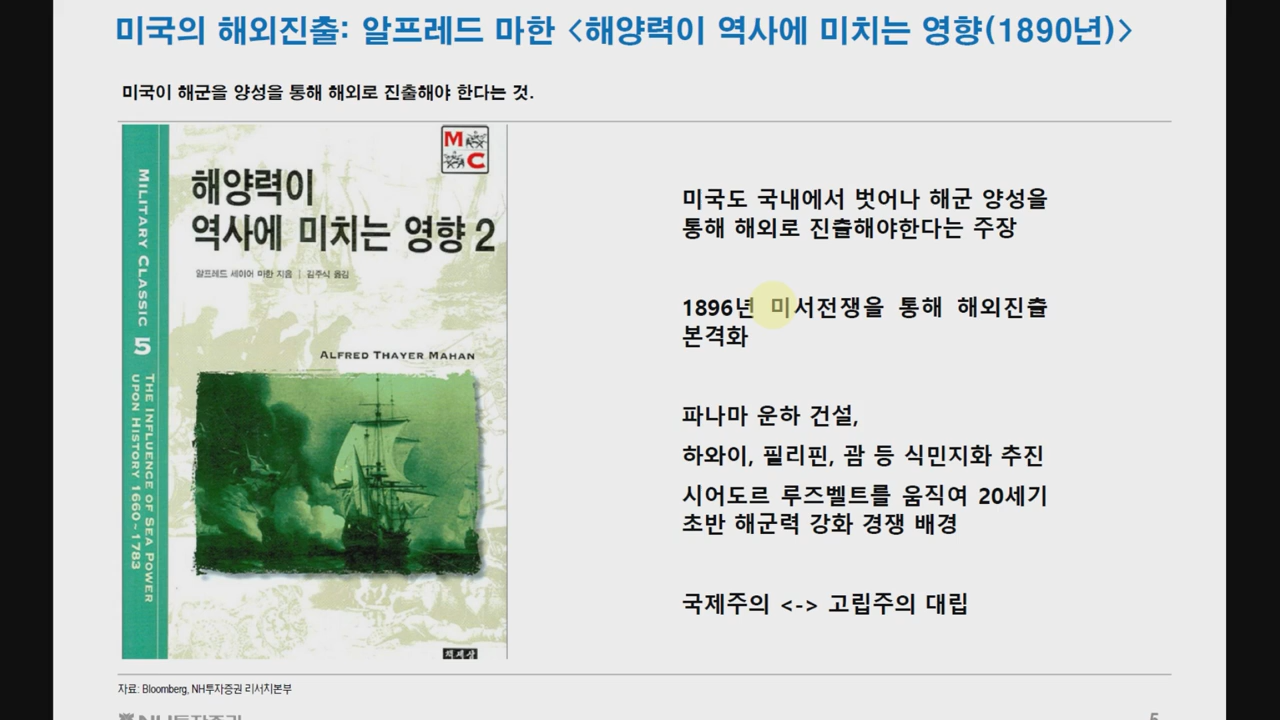 미국의 해외진출: 알프레드 마한 <해양력이 역사에 미치는 영향(1890년)>
미국이 해군을 양성을 통해 해외로 진출해야 한다는 것.
MILITARY CLASSIC 5
THE INFLUENCE OF SEA POWER
UPON HISTORY 1660~1783
M
C
해양력이
역사에 미치는 영향 2
알프레드 세이어 마한 지음 | 김주식 옮김
ALFRED THAYER MAHAN
책세상
미국도 국내에서 벗어나 해군 양성을
통해 해외로 진출해야한다는 주장
1896년 미서전쟁을 통해 해외진출
본격화
파나마 운하 건설,
하와이, 필리핀, 괌 등 식민지화 추진
시어도르 루즈벨트를 움직여 20세기
초반 해군력 강화 경쟁 배경
국제주의 <-> 고립주의 대립
자료: Bloomberg, NH투자증권 리서치본부
NH투자증권
5